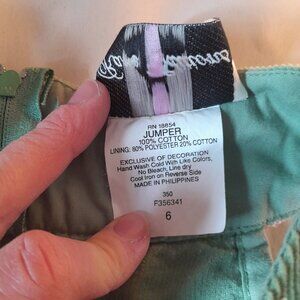 RN 18854
JUMPER
100% COTTON
LINING: 80% POLYESTER 20% COTTON
EXCLUSIVE OF DECORATION
Hand Wash Cold With Like Colors,
No Bleach, Line dry
Cool Iron on Reverse Side
MADE IN PHILIPPINES
350
F356341
6